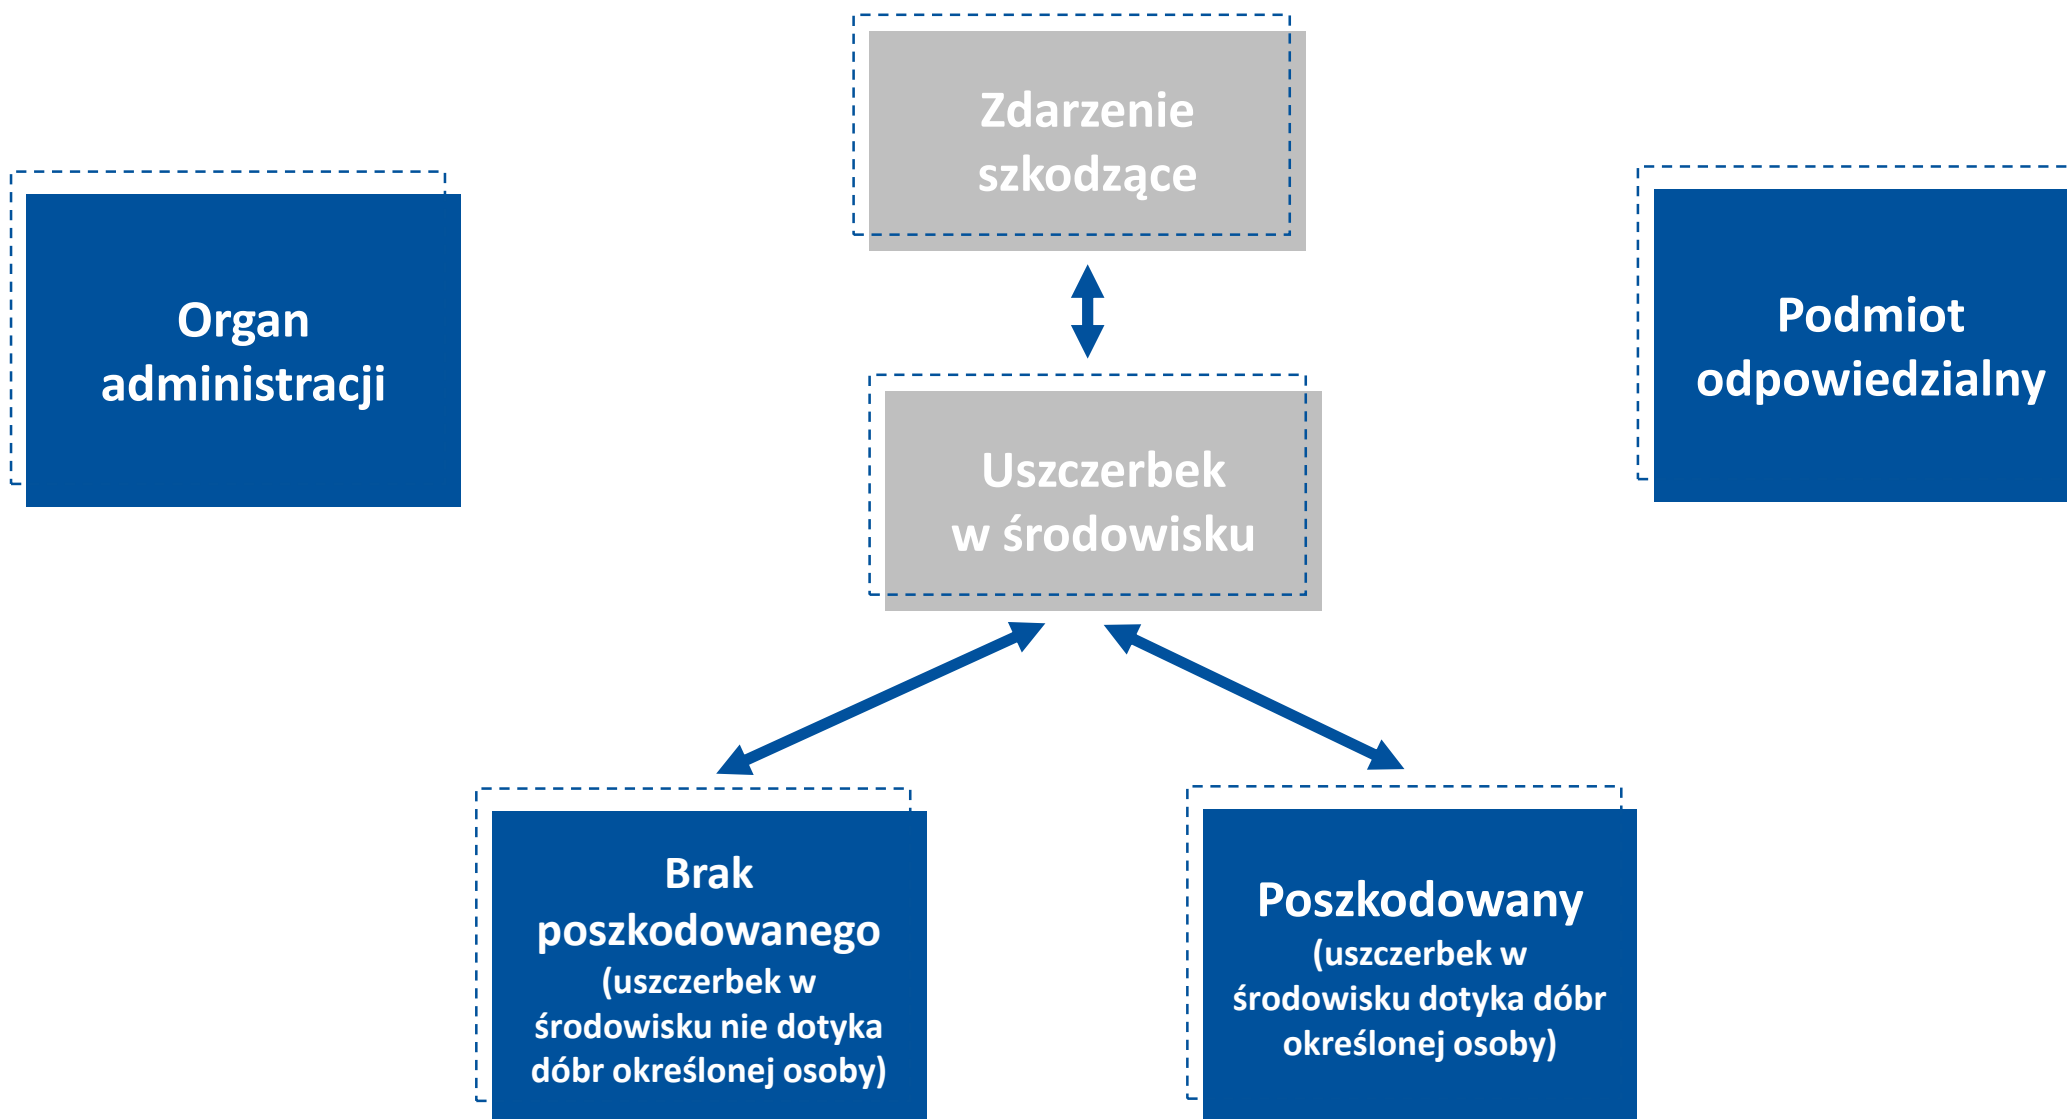 Zdarzenie
szkodzące
Organ
administracji
Podmiot
odpowiedzialny
Uszczerbek
w środowisku
Brak
poszkodowanego
(uszczerbek w
środowisku nie dotyka
dóbr określonej osoby)
Poszkodowany
(uszczerbek w
środowisku dotyka dóbr
określonej osoby)